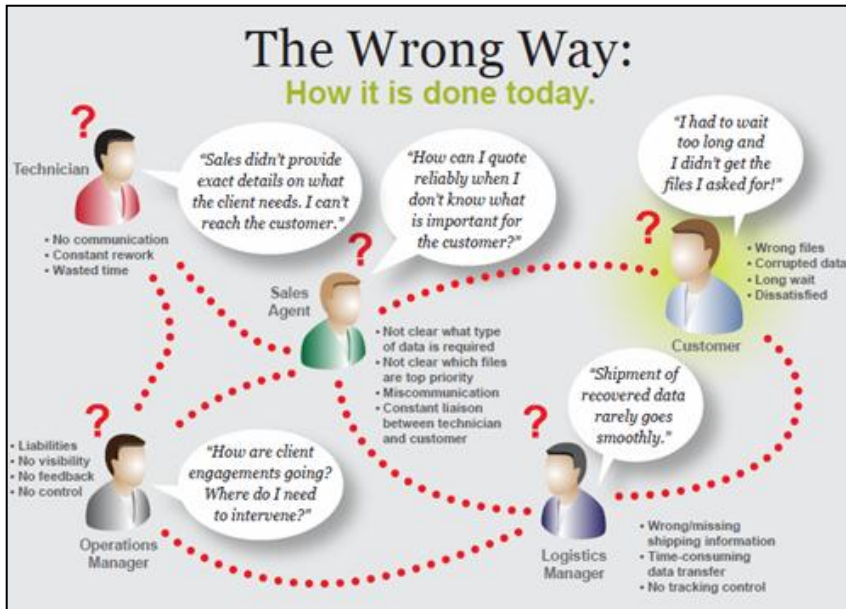 The Wrong Way:
How it is done today.
?
Technician
“Sales didn't provide
exact details on what
the client needs. I can't
reach the customer.”
• No communication
• Constant rework
• Wasted time
?
Sales
Agent
“How can I quote
reliably when I
don't know what
is important for
the customer?”
• Not clear what type
of data is required
• Not clear which files
are top priority
• Miscommunication
• Constant liaison
between technician
and customer
?
“I had to wait
too long and
I didn't get the
files I asked for!”
Customer
• Wrong files
• Corrupted data
• Long wait
• Dissatisfied
?
• Liabilities
• No visibility
• No feedback
• No control
Operations
Manager
“How are client
engagements going?
Where do I need
to intervene?”
?
“Shipment of
recovered data
rarely goes
smoothly.”
Logistics
Manager
• Wrong/missing
shipping information
• Time-consuming
data transfer
• No tracking control